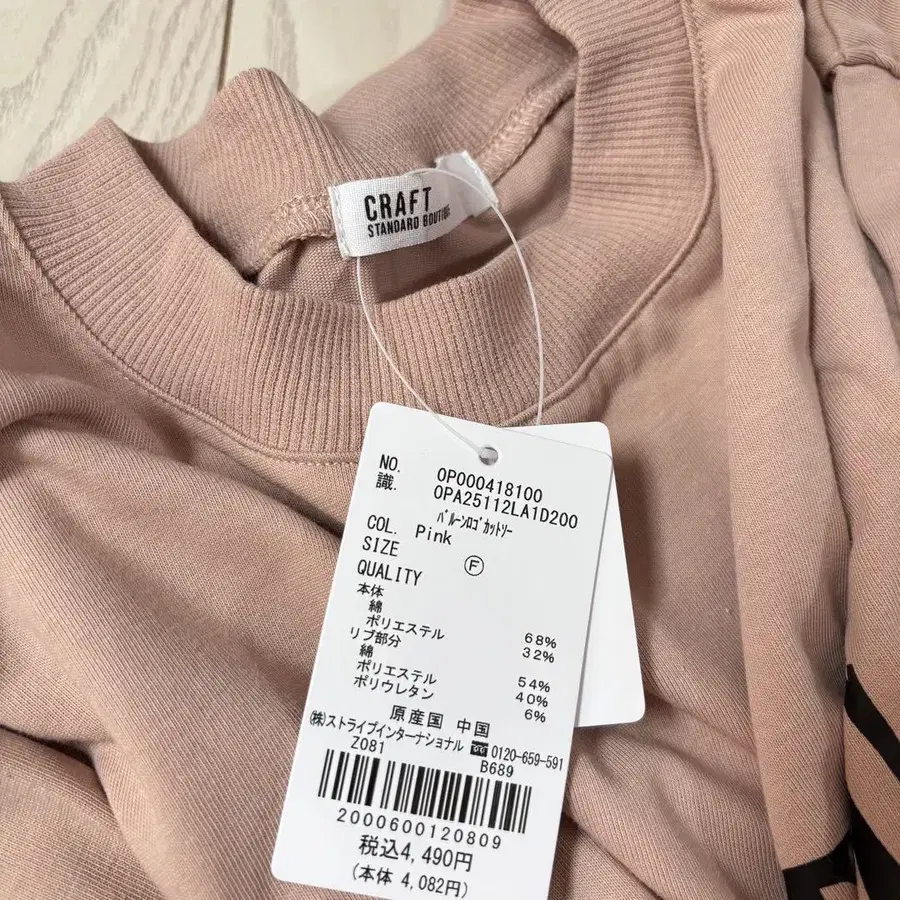 CRAFT
STANDARD BOUTIQUE
NO. 0P000418100
識. 0PA25112LA1D200
ﾊﾞﾙｰﾝﾛｺﾞｶｯﾄｿｰ
COL. Pink
SIZE Ⓕ
QUALITY
本体
綿 68%
ポリエステル 32%
リブ部分
綿 54%
ポリエステル 40%
ポリウレタン 6%
原産国 中国
㈱ストライプインターナショナル 0120-659-591
Z081 B689
2000600120809
税込4,490円
(本体 4,082円)